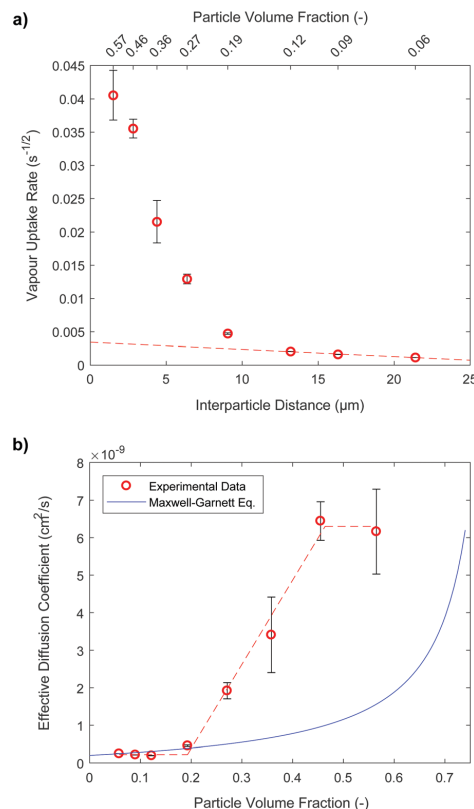 Particle Volume Fraction (-)
a)
0.57 0.46 0.36 0.27 0.19 0.12 0.09 0.06
0.045
0.04
0.035
0.03
0.025
0.02
0.015
0.01
0.005
0
Vapour Uptake Rate (s^-1/2)
0 5 10 15 20 25
Interparticle Distance (μm)
b)
× 10^-9
8
7
6
5
4
3
2
1
0
Effective Diffusion Coefficient (cm^2/s)
Experimental Data
Maxwell-Garnett Eq.
0 0.1 0.2 0.3 0.4 0.5 0.6 0.7
Particle Volume Fraction (-)